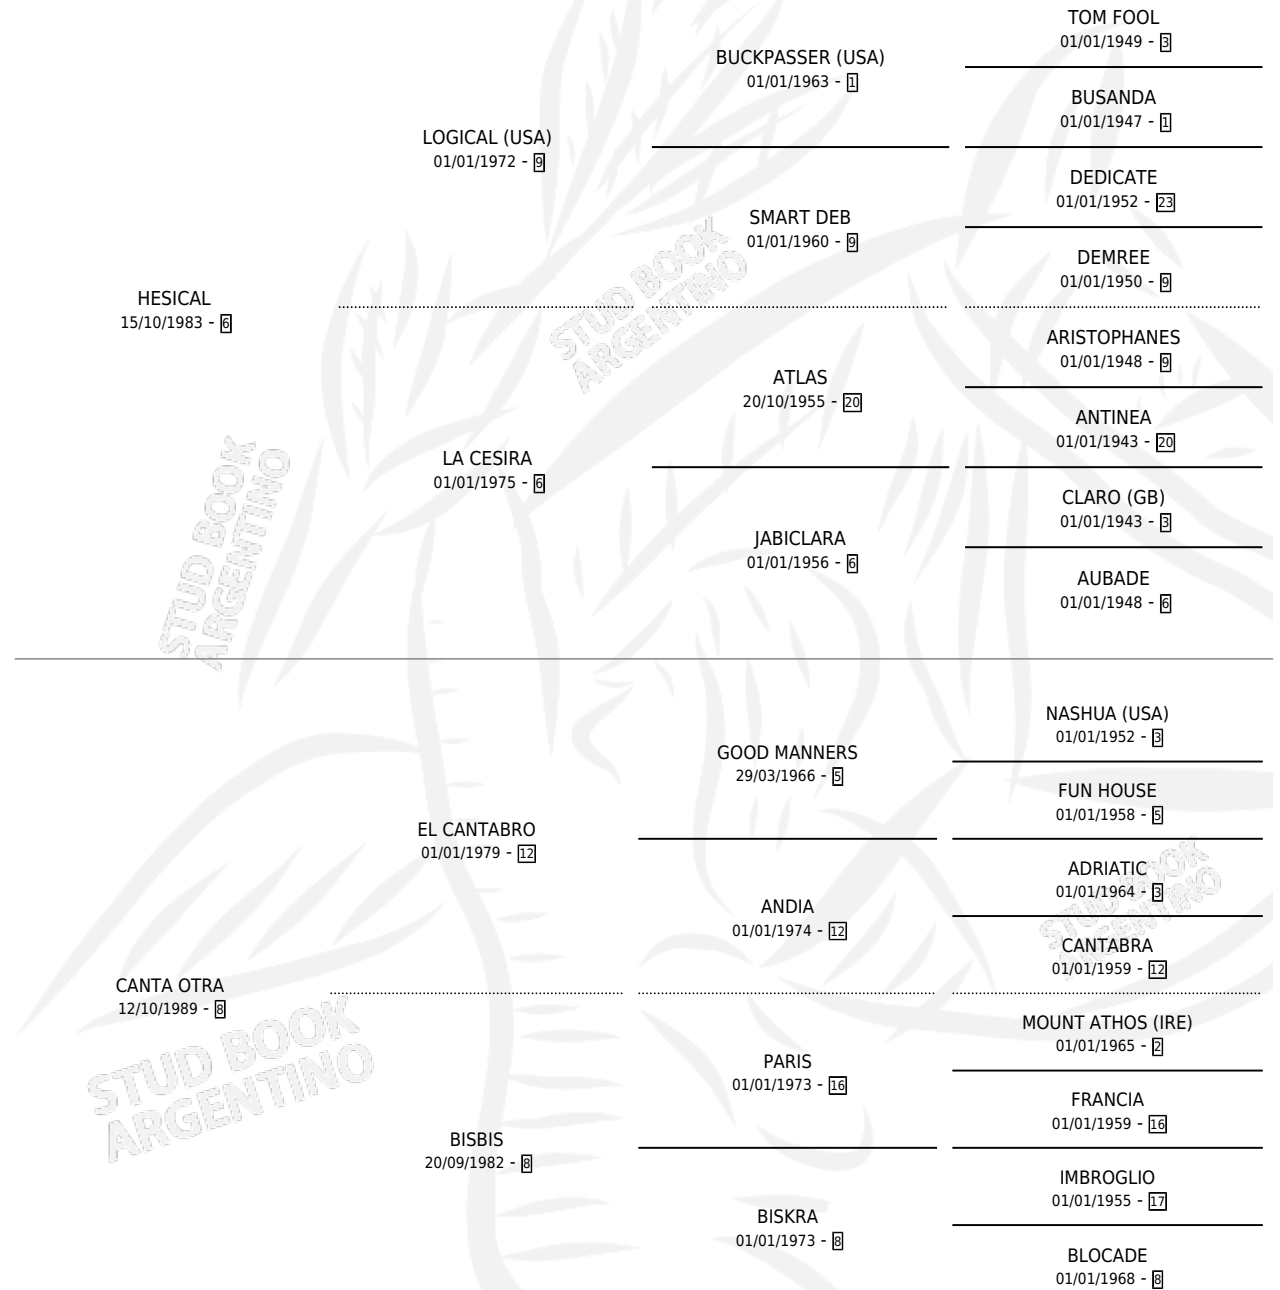 TOM FOOL
01/01/1949 - 3
BUCKPASSER (USA)
01/01/1963 - 1
BUSANDA
01/01/1947 - 1
LOGICAL (USA)
01/01/1972 - 9
DEDICATE
01/01/1952 - 23
SMART DEB
01/01/1960 - 9
DEMREE
01/01/1950 - 9
HESICAL
15/10/1983 - 6
STUD BOOK
ARGENTINO
ARISTOPHANES
01/01/1948 - 9
ATLAS
20/10/1955 - 20
ANTINEA
01/01/1943 - 20
LA CESIRA
01/01/1975 - 6
CLARO (GB)
01/01/1943 - 3
JABICLARA
01/01/1956 - 6
AUBADE
01/01/1948 - 6
STUD BOOK
ARGENTINO
NASHUA (USA)
01/01/1952 - 3
GOOD MANNERS
29/03/1966 - 5
FUN HOUSE
01/01/1958 - 5
EL CANTABRO
01/01/1979 - 12
ADRIATIC
01/01/1964 - 3
ANDIA
01/01/1974 - 12
STUD BOOK
ARGENTINO
CANTABRA
01/01/1959 - 12
CANTA OTRA
12/10/1989 - 8
STUD BOOK
ARGENTINO
MOUNT ATHOS (IRE)
01/01/1965 - 2
PARIS
01/01/1973 - 16
FRANCIA
01/01/1959 - 16
BISBIS
20/09/1982 - 8
IMBROGLIO
01/01/1955 - 17
BISKRA
01/01/1973 - 8
BLOCADE
01/01/1968 - 8